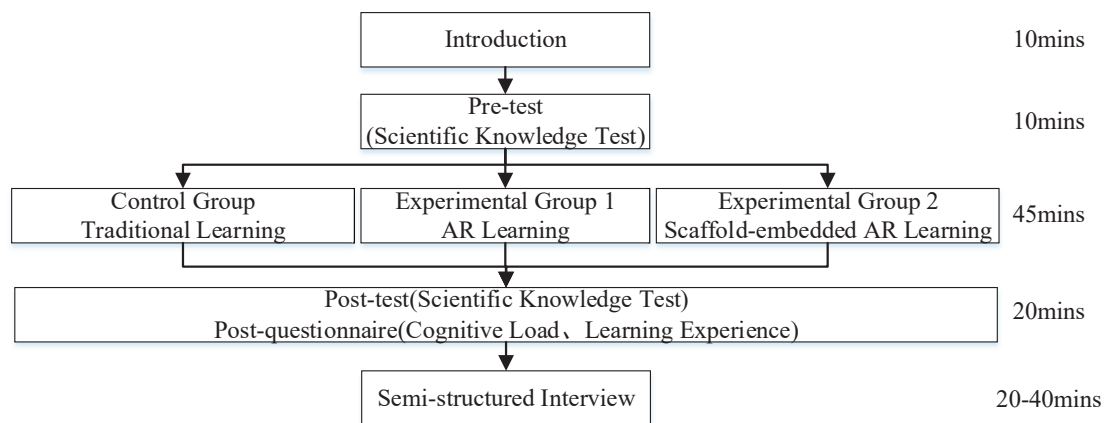 Introduction
10mins
Pre-test
(Scientific Knowledge Test)
10mins
Control Group
Traditional Learning
Experimental Group 1
AR Learning
Experimental Group 2
Scaffold-embedded AR Learning
45mins
Post-test(Scientific Knowledge Test)
Post-questionnaire(Cognitive Load、Learning Experience)
20mins
Semi-structured Interview
20-40mins